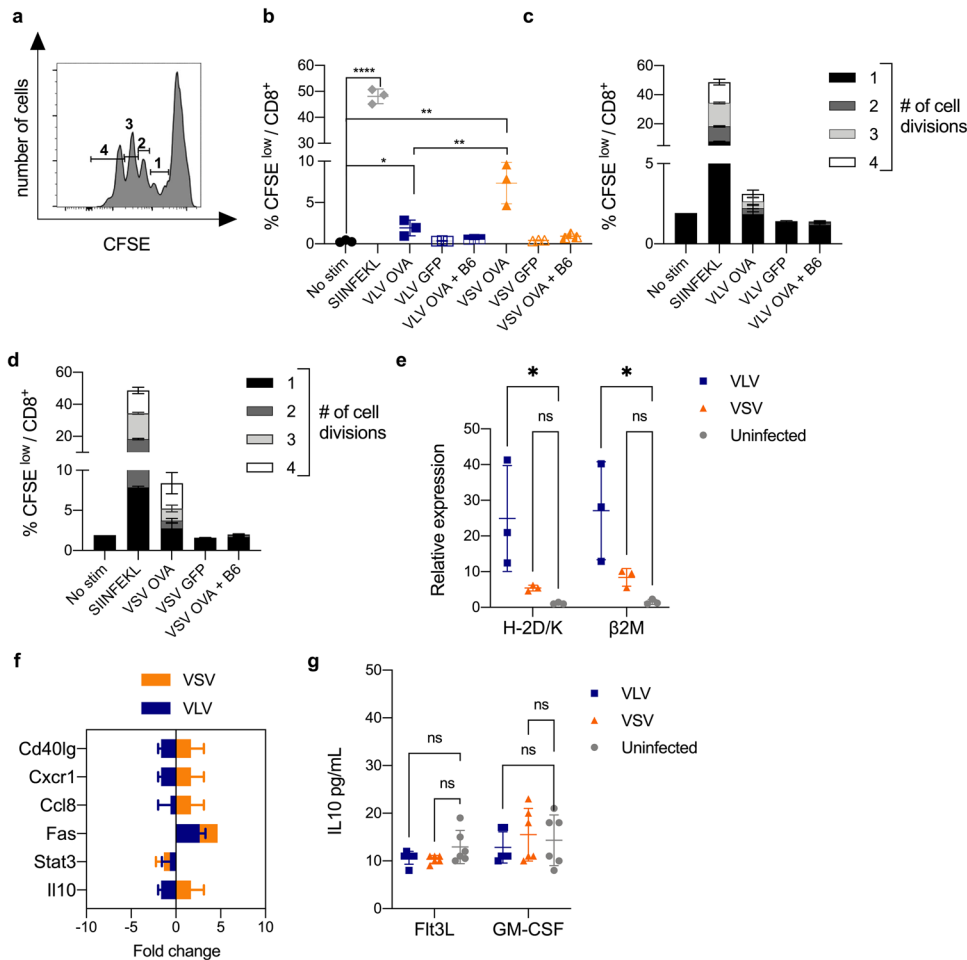 a
number of cells
4
3
2
1
CFSE
b
% CFSE low / CD8+
60
50
40
30
10
5
0
****
**
*
**
No stim
SIINFEKL
VLV OVA
VLV GFP
VLV OVA + B6
VSV OVA
VSV GFP
VSV OVA + B6
c
% CFSE low / CD8+
60
40
20
5
0
No stim
SIINFEKL
VLV OVA
VLV GFP
VLV OVA + B6
1
2
3
4
# of cell
divisions
d
% CFSE low / CD8+
60
40
20
10
5
0
No stim
SIINFEKL
VSV OVA
VSV GFP
VSV OVA + B6
1
2
3
4
# of cell
divisions
e
Relative expression
50
40
30
20
10
0
*
ns
*
ns
H-2D/K
β2M
VLV
VSV
Uninfected
f
VSV
VLV
Cd40lg
Cxcr1
Ccl8
Fas
Stat3
Il10
-10
-5
0
5
10
Fold change
g
IL10 pg/mL
50
40
30
20
10
0
ns
ns
ns
ns
Flt3L
GM-CSF
VLV
VSV
Uninfected